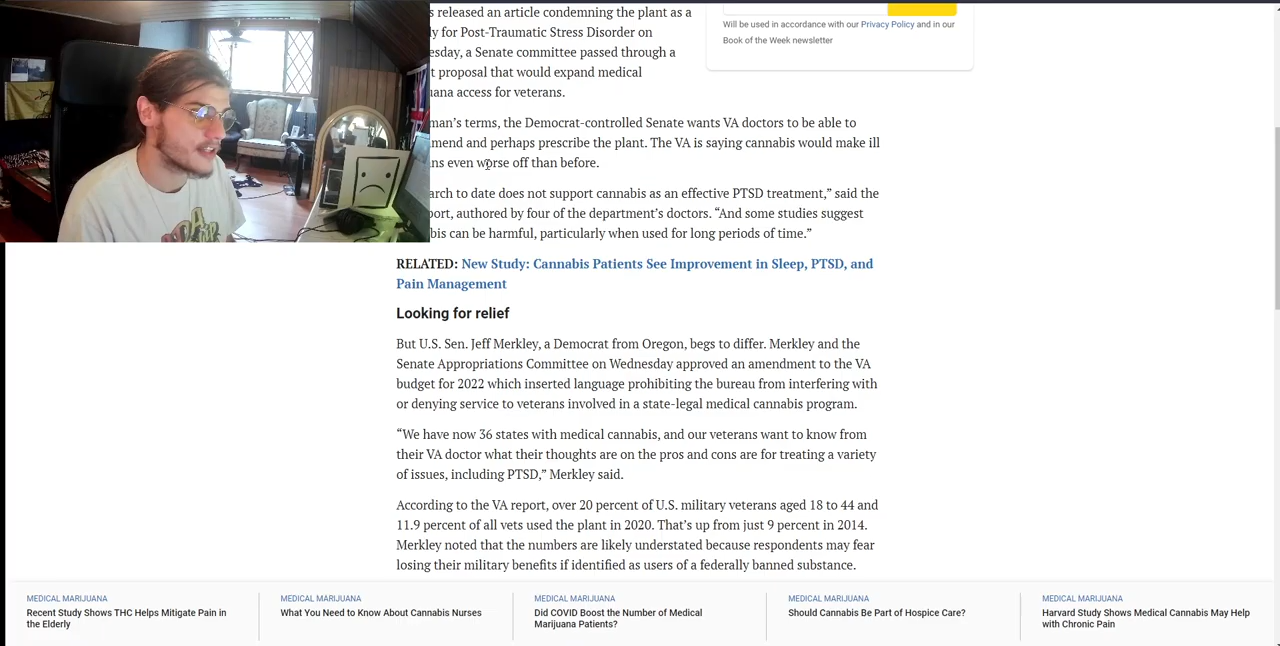 s released an article condemning the plant as a
ly for Post-Traumatic Stress Disorder on
esday, a Senate committee passed through a
t proposal that would expand medical
uana access for veterans.
man’s terms, the Democrat-controlled Senate wants VA doctors to be able to
mend and perhaps prescribe the plant. The VA is saying cannabis would make ill
ns even worse off than before.
arch to date does not support cannabis as an effective PTSD treatment,” said the
port, authored by four of the department’s doctors. “And some studies suggest
bis can be harmful, particularly when used for long periods of time.”
RELATED: New Study: Cannabis Patients See Improvement in Sleep, PTSD, and
Pain Management
Looking for relief
But U.S. Sen. Jeff Merkley, a Democrat from Oregon, begs to differ. Merkley and the
Senate Appropriations Committee on Wednesday approved an amendment to the VA
budget for 2022 which inserted language prohibiting the bureau from interfering with
or denying service to veterans involved in a state-legal medical cannabis program.
“We have now 36 states with medical cannabis, and our veterans want to know from
their VA doctor what their thoughts are on the pros and cons are for treating a variety
of issues, including PTSD,” Merkley said.
According to the VA report, over 20 percent of U.S. military veterans aged 18 to 44 and
11.9 percent of all vets used the plant in 2020. That’s up from just 9 percent in 2014.
Merkley noted that the numbers are likely understated because respondents may fear
losing their military benefits if identified as users of a federally banned substance.
Will be used in accordance with our Privacy Policy and in our
Book of the Week newsletter
MEDICAL MARIJUANA
Recent Study Shows THC Helps Mitigate Pain in
the Elderly
MEDICAL MARIJUANA
What You Need to Know About Cannabis Nurses
MEDICAL MARIJUANA
Did COVID Boost the Number of Medical
Marijuana Patients?
MEDICAL MARIJUANA
Should Cannabis Be Part of Hospice Care?
MEDICAL MARIJUANA
Harvard Study Shows Medical Cannabis May Help
with Chronic Pain